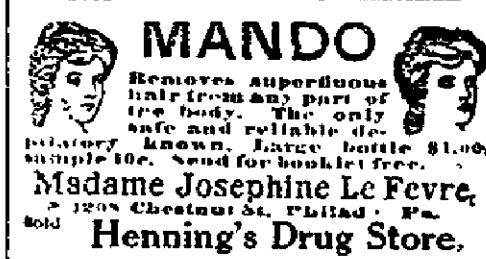 MANDO
Removes superfluous
hair from any part of
the body. The only
safe and reliable de-
pilatory known. Large bottle $1.00,
sample 10c. Send for booklet free.
Madame Josephine Le Fevre,
1208 Chestnut St. Philad. Pa.
Sold
Henning's Drug Store,